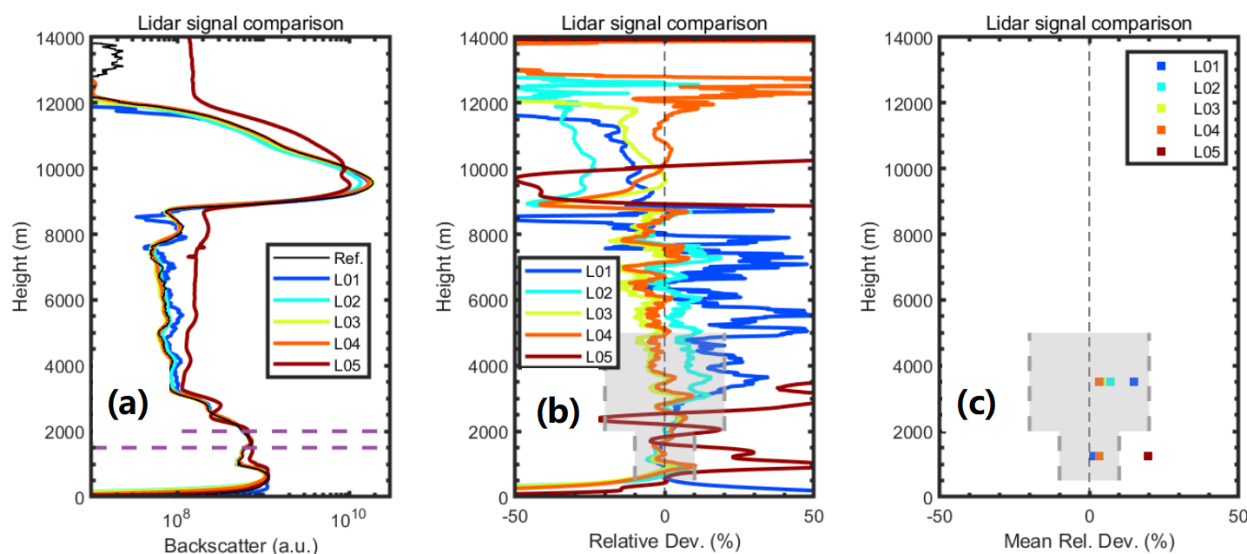 Lidar signal comparison
14000
12000
10000
8000
6000
4000
2000
0
Height (m)
10^8
10^10
Backscatter (a.u.)
Ref.
L01
L02
L03
L04
L05
(a)
Lidar signal comparison
14000
12000
10000
8000
6000
4000
2000
0
Height (m)
-50
0
50
Relative Dev. (%)
L01
L02
L03
L04
L05
(b)
Lidar signal comparison
14000
12000
10000
8000
6000
4000
2000
0
Height (m)
-50
0
50
Mean Rel. Dev. (%)
L01
L02
L03
L04
L05
(c)